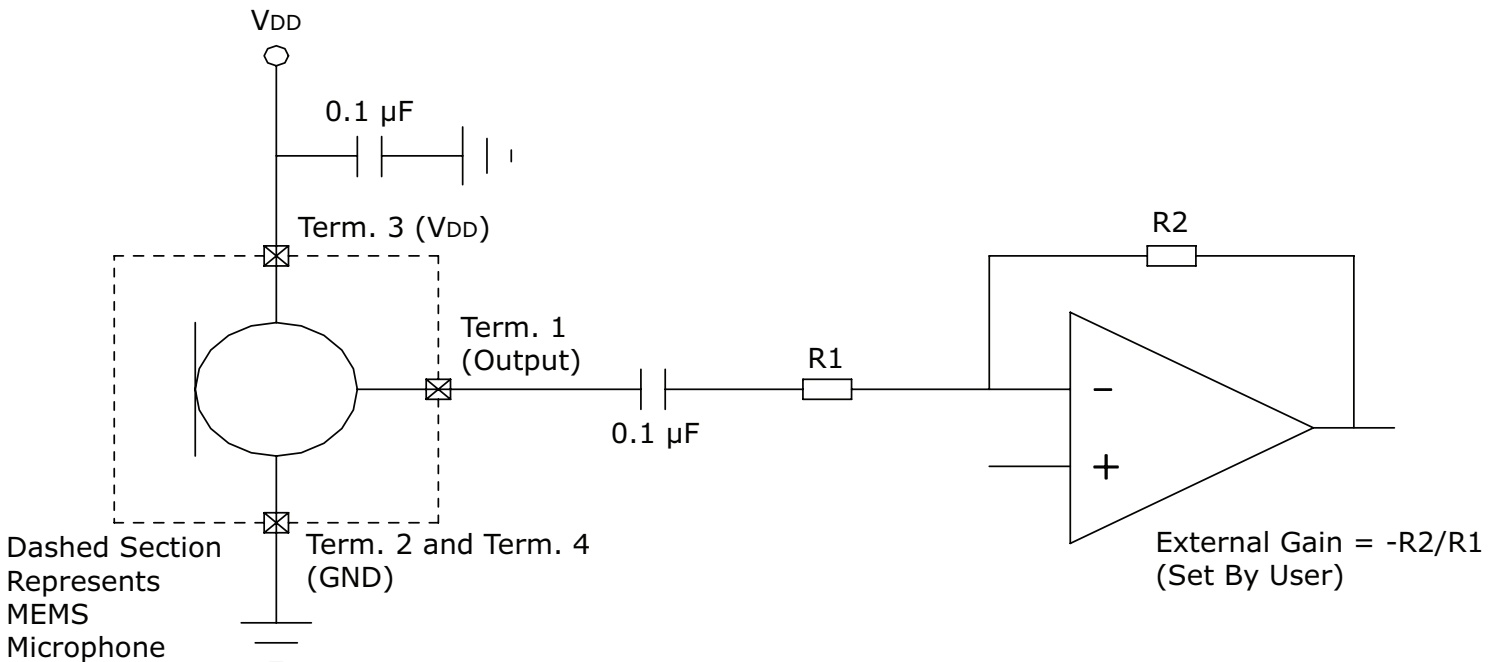 VDD
0.1 µF
Term. 3 (VDD)
R2
Term. 1
(Output)
R1
0.1 µF
−
+
Term. 2 and Term. 4
(GND)
Dashed Section
Represents
MEMS
Microphone
External Gain = -R2/R1
(Set By User)